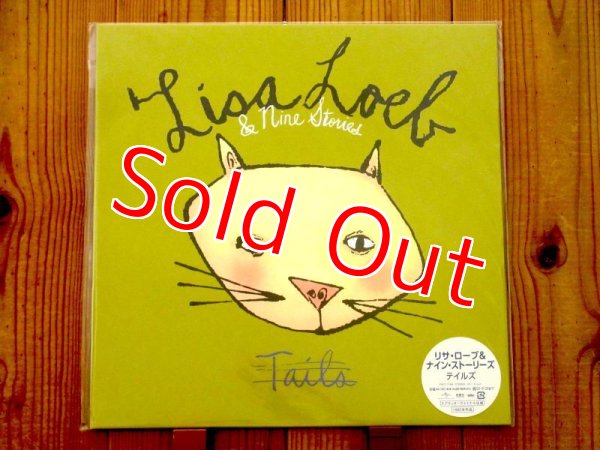 Lisa Loeb
& Nine Stories
Sold Out
Tails
リサ・ローブ&
ナイン・ストーリーズ
テイルズ